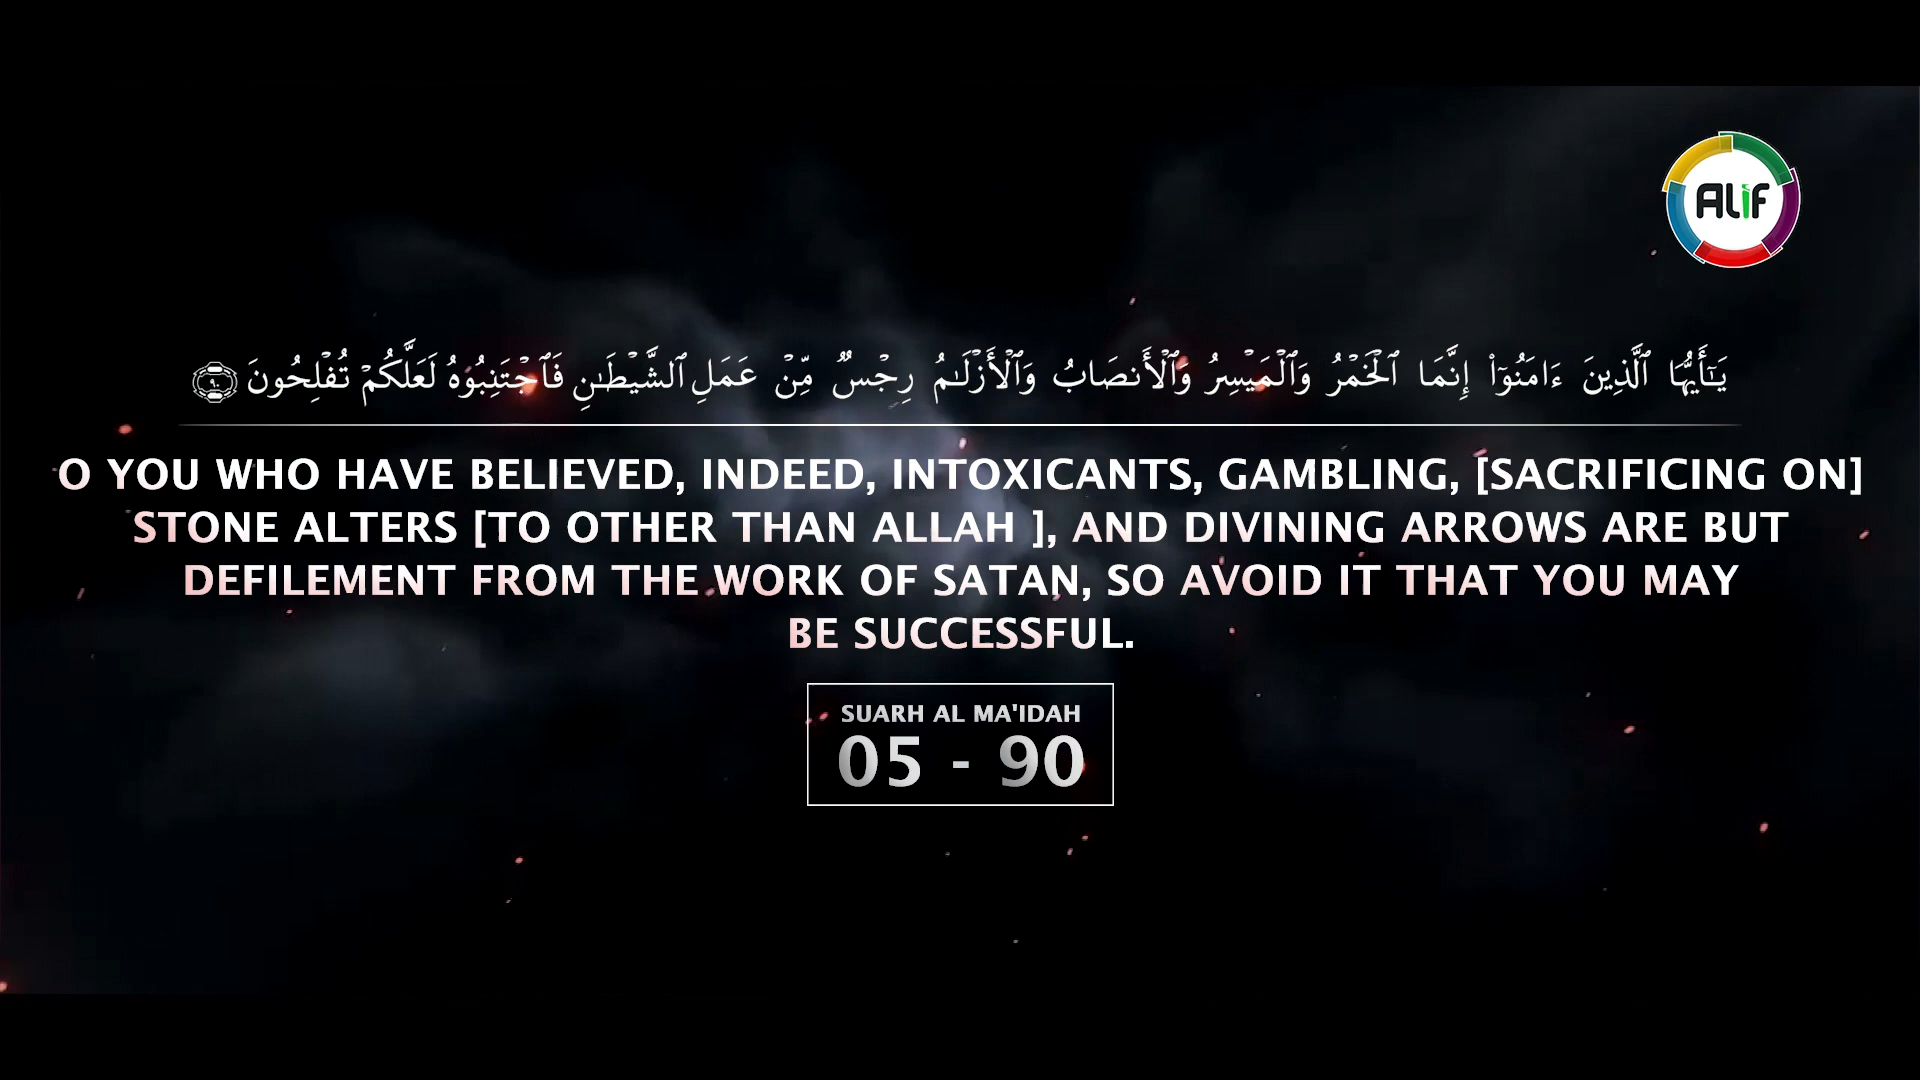 ALIF
يَـٰٓأَيُّهَا ٱلَّذِينَ ءَامَنُوٓا۟ إِنَّمَا ٱلْخَمْرُ وَٱلْمَيْسِرُ وَٱلْأَنصَابُ وَٱلْأَزْلَـٰمُ رِجْسٌ مِّنْ عَمَلِ ٱلشَّيْطَـٰنِ فَٱجْتَنِبُوهُ لَعَلَّكُمْ تُفْلِحُونَ ٩٠
O YOU WHO HAVE BELIEVED, INDEED, INTOXICANTS, GAMBLING, [SACRIFICING ON]
STONE ALTERS [TO OTHER THAN ALLAH ], AND DIVINING ARROWS ARE BUT
DEFILEMENT FROM THE WORK OF SATAN, SO AVOID IT THAT YOU MAY
BE SUCCESSFUL.
SUARH AL MA'IDAH
05 - 90